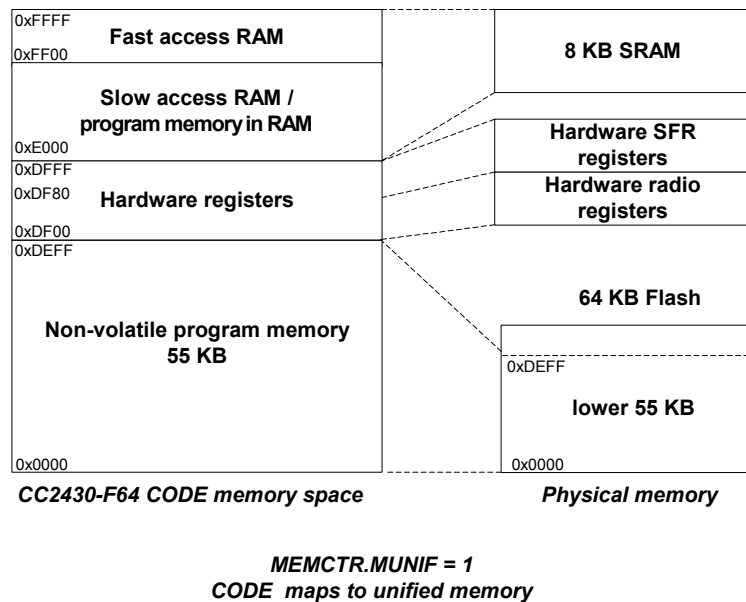 0xFFFF
Fast access RAM
0xFF00
8 KB SRAM
Slow access RAM /
program memory in RAM
0xE000
0xDFFF
0xDF80
Hardware registers
0xDF00
Hardware SFR
registers
Hardware radio
registers
0xDEFF
64 KB Flash
Non-volatile program memory
55 KB
0xDEFF
lower 55 KB
0x0000
0x0000
CC2430-F64 CODE memory space
Physical memory
MEMCTR.MUNIF = 1
CODE maps to unified memory